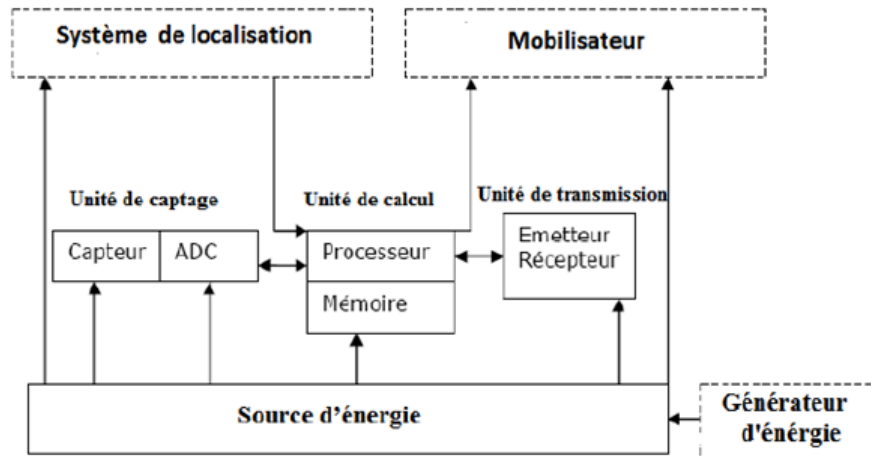 Système de localisation
Mobilisateur
Unité de captage
Unité de calcul
Unité de transmission
Capteur
ADC
Processeur
Mémoire
Emetteur
Récepteur
Source d'énergie
Générateur
d'énérgie